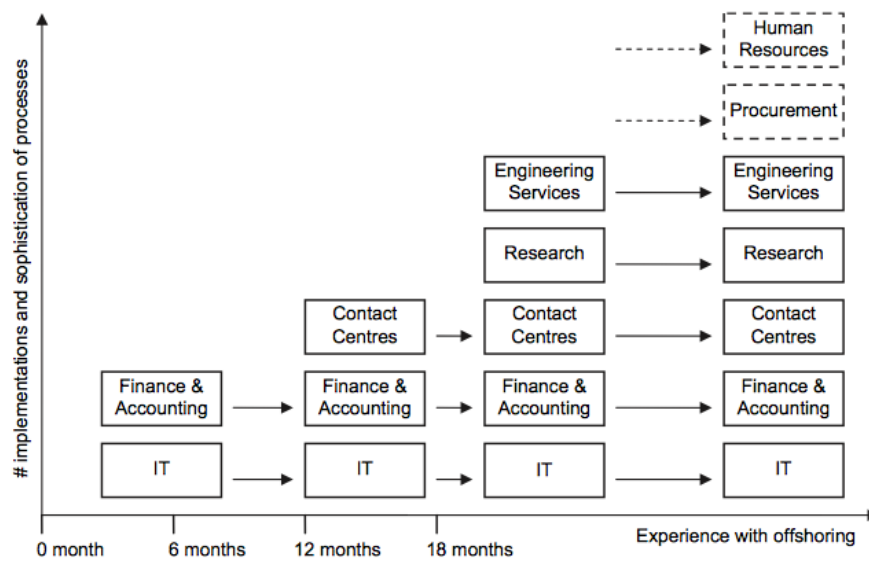 # implementations and sophistication of processes
Human
Resources
Procurement
Engineering
Services
Engineering
Services
Research
Research
Contact
Centres
Contact
Centres
Contact
Centres
Finance &
Accounting
Finance &
Accounting
Finance &
Accounting
Finance &
Accounting
IT
IT
IT
IT
Experience with offshoring
0 month
6 months
12 months
18 months